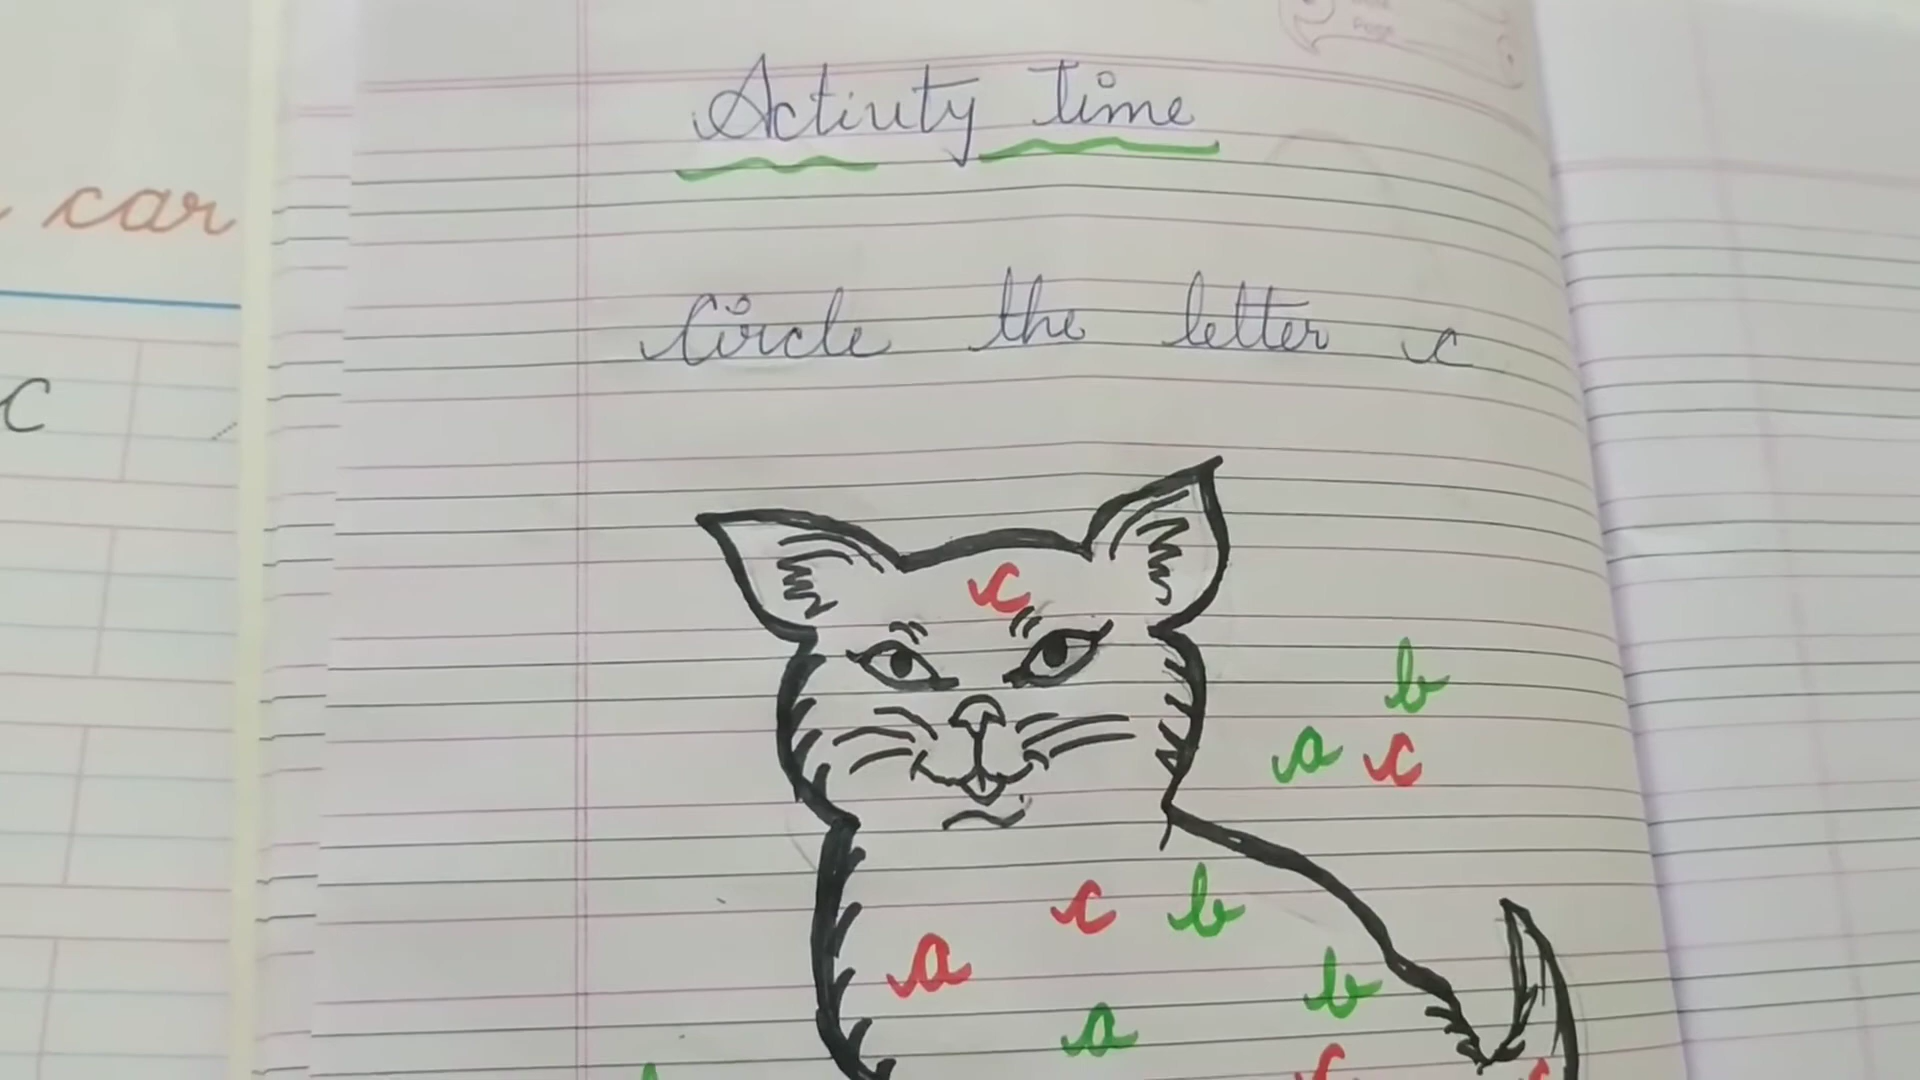 Activity Time
car
Circle the letter c
c
c
b
a c
c b
a
b
a